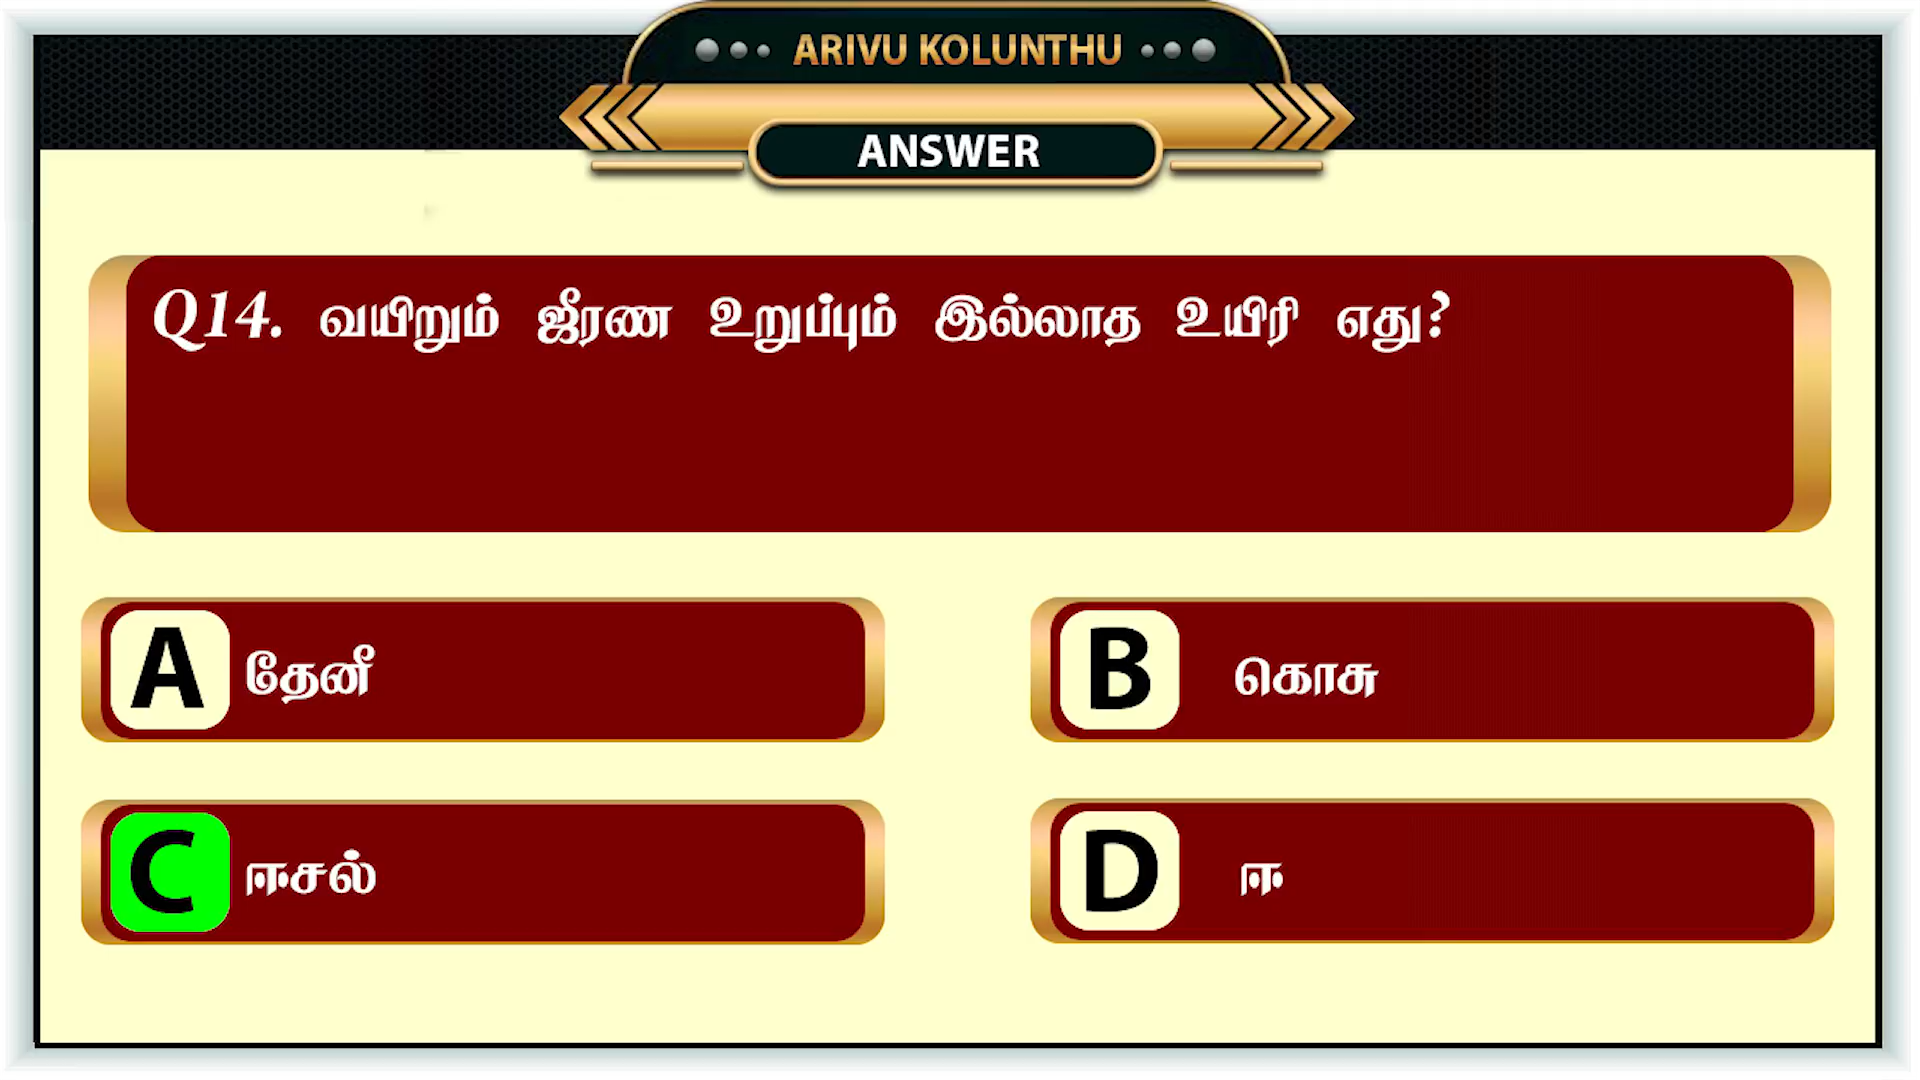 ARIVU KOLUNTHU
ANSWER
Q14. வயிறும் ஜீரண உறுப்பும் இல்லாத உயிரி எது?
A தேனீ
B கொசு
C ஈசல்
D ஈ